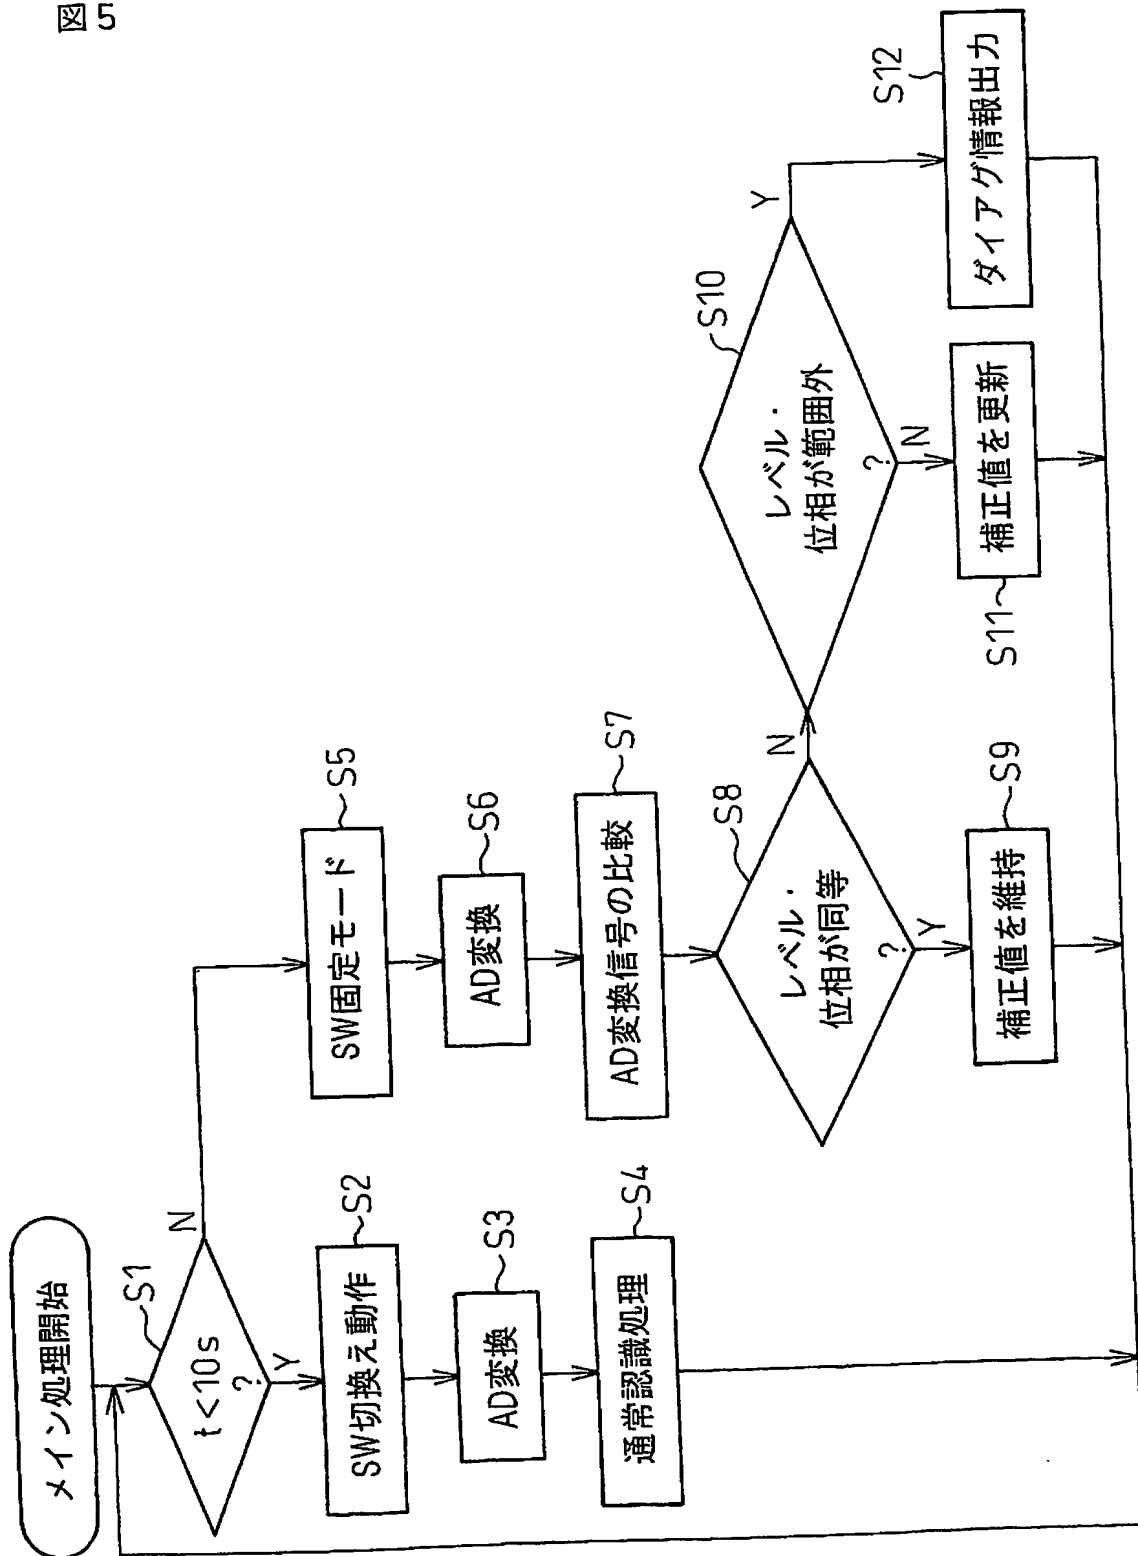 図5
メイン処理開始
S1
t<10s
?
Y
N
S2
SW切換え動作
S3
AD変換
S4
通常認識処理
S5
SW固定モード
S6
AD変換
S7
AD変換信号の比較
S8
レベル・
位相が同等
?
Y
N
S9
補正値を維持
S10
レベル・
位相が範囲外
?
N
Y
S11
補正値を更新
S12
ダイアグ情報出力